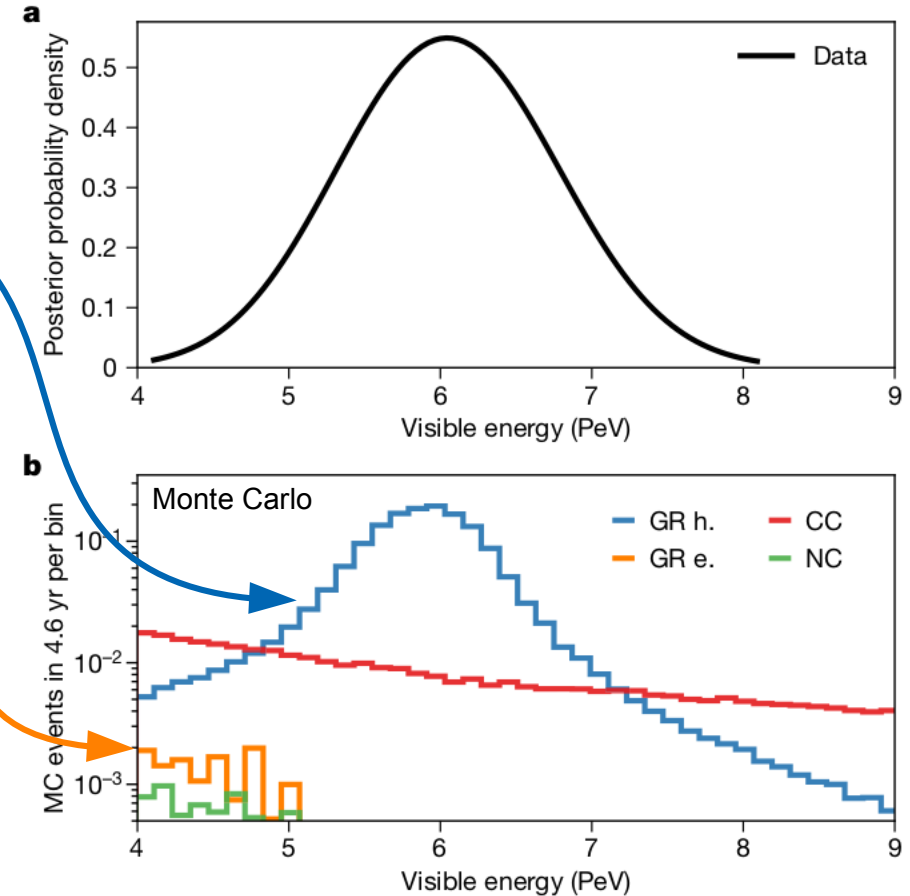 a
Posterior probability density
0.5
0.4
0.3
0.2
0.1
0
Data
4 5 6 7 8 9
Visible energy (PeV)
b
MC events in 4.6 yr per bin
Monte Carlo
GR h. CC
GR e. NC
10⁻¹
10⁻²
10⁻³
4 5 6 7 8 9
Visible energy (PeV)